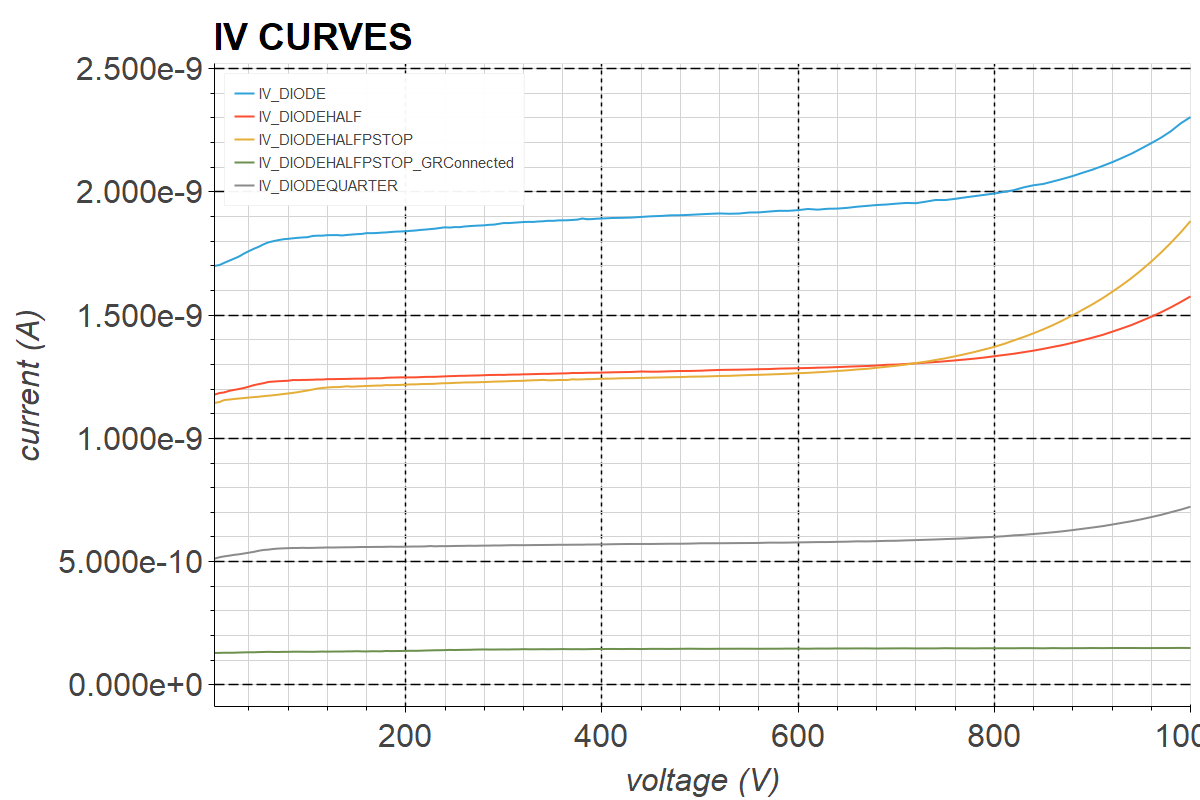 IV CURVES
2.500e-9
IV_DIODE
IV_DIODEHALF
IV_DIODEHALFPSTOP
IV_DIODEHALFPSTOP_GRConnected
IV_DIODEQUARTER
2.000e-9
1.500e-9
1.000e-9
5.000e-10
0.000e+0
current (A)
200 400 600 800 100
voltage (V)